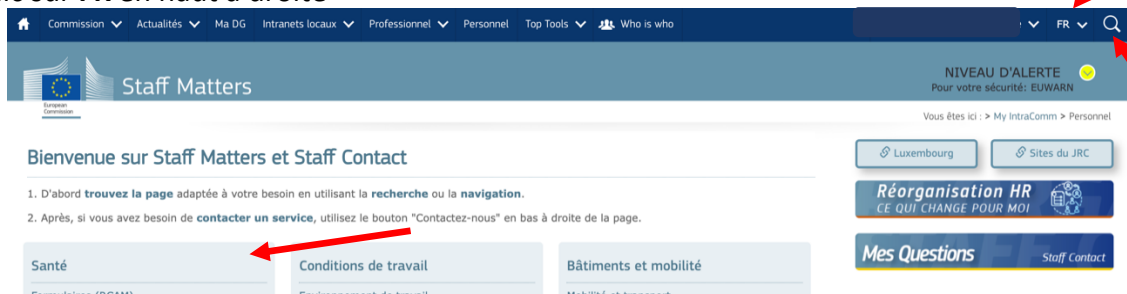 en haut à droite
Commission Actualités Ma DG Intranets locaux Professionnel Personnel Top Tools Who is who FR
Staff Matters
European
Commission
NIVEAU D'ALERTE
Pour votre sécurité: EUWARN
Vous êtes ici : > My IntraComm > Personnel
Bienvenue sur Staff Matters et Staff Contact
1. D'abord trouvez la page adaptée à votre besoin en utilisant la recherche ou la navigation.
2. Après, si vous avez besoin de contacter un service, utilisez le bouton "Contactez-nous" en bas à droite de la page.
Luxembourg
Sites du JRC
Réorganisation HR
CE QUI CHANGE POUR MOI
Mes Questions
Staff Contact
Santé
Conditions de travail
Bâtiments et mobilité